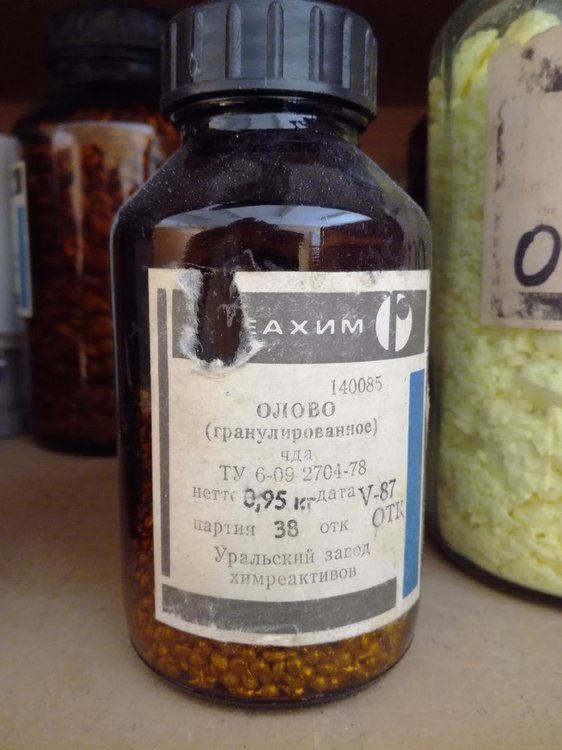 ЕАХИМ
140085
ОЛОВО
(гранулированное)
чда
ТУ 6-09 2704-78
нетто 0,95 кг дата V-87
партия 38 отк ОТК
Уральский завод
химреактивов